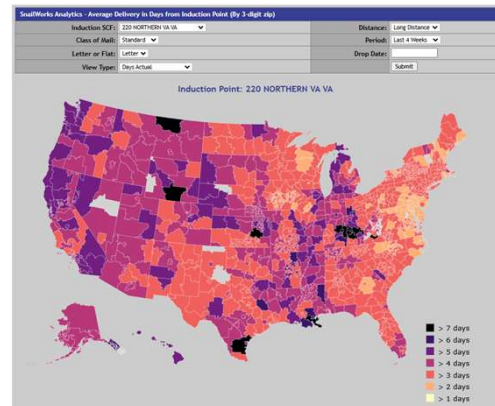 SnailWorks Analytics - Average Delivery in Days from Induction Point (By 3-digit zip)
Induction SCF: 220 NORTHERN VA VA Distance: Long Distance
Class of Mail: Standard Period: Last 4 Weeks
Letter or Flat: Letter Drop Date:
View Type: Days Actual Submit
Induction Point: 220 NORTHERN VA VA
> 7 days
> 6 days
> 5 days
> 4 days
> 3 days
> 2 days
> 1 days